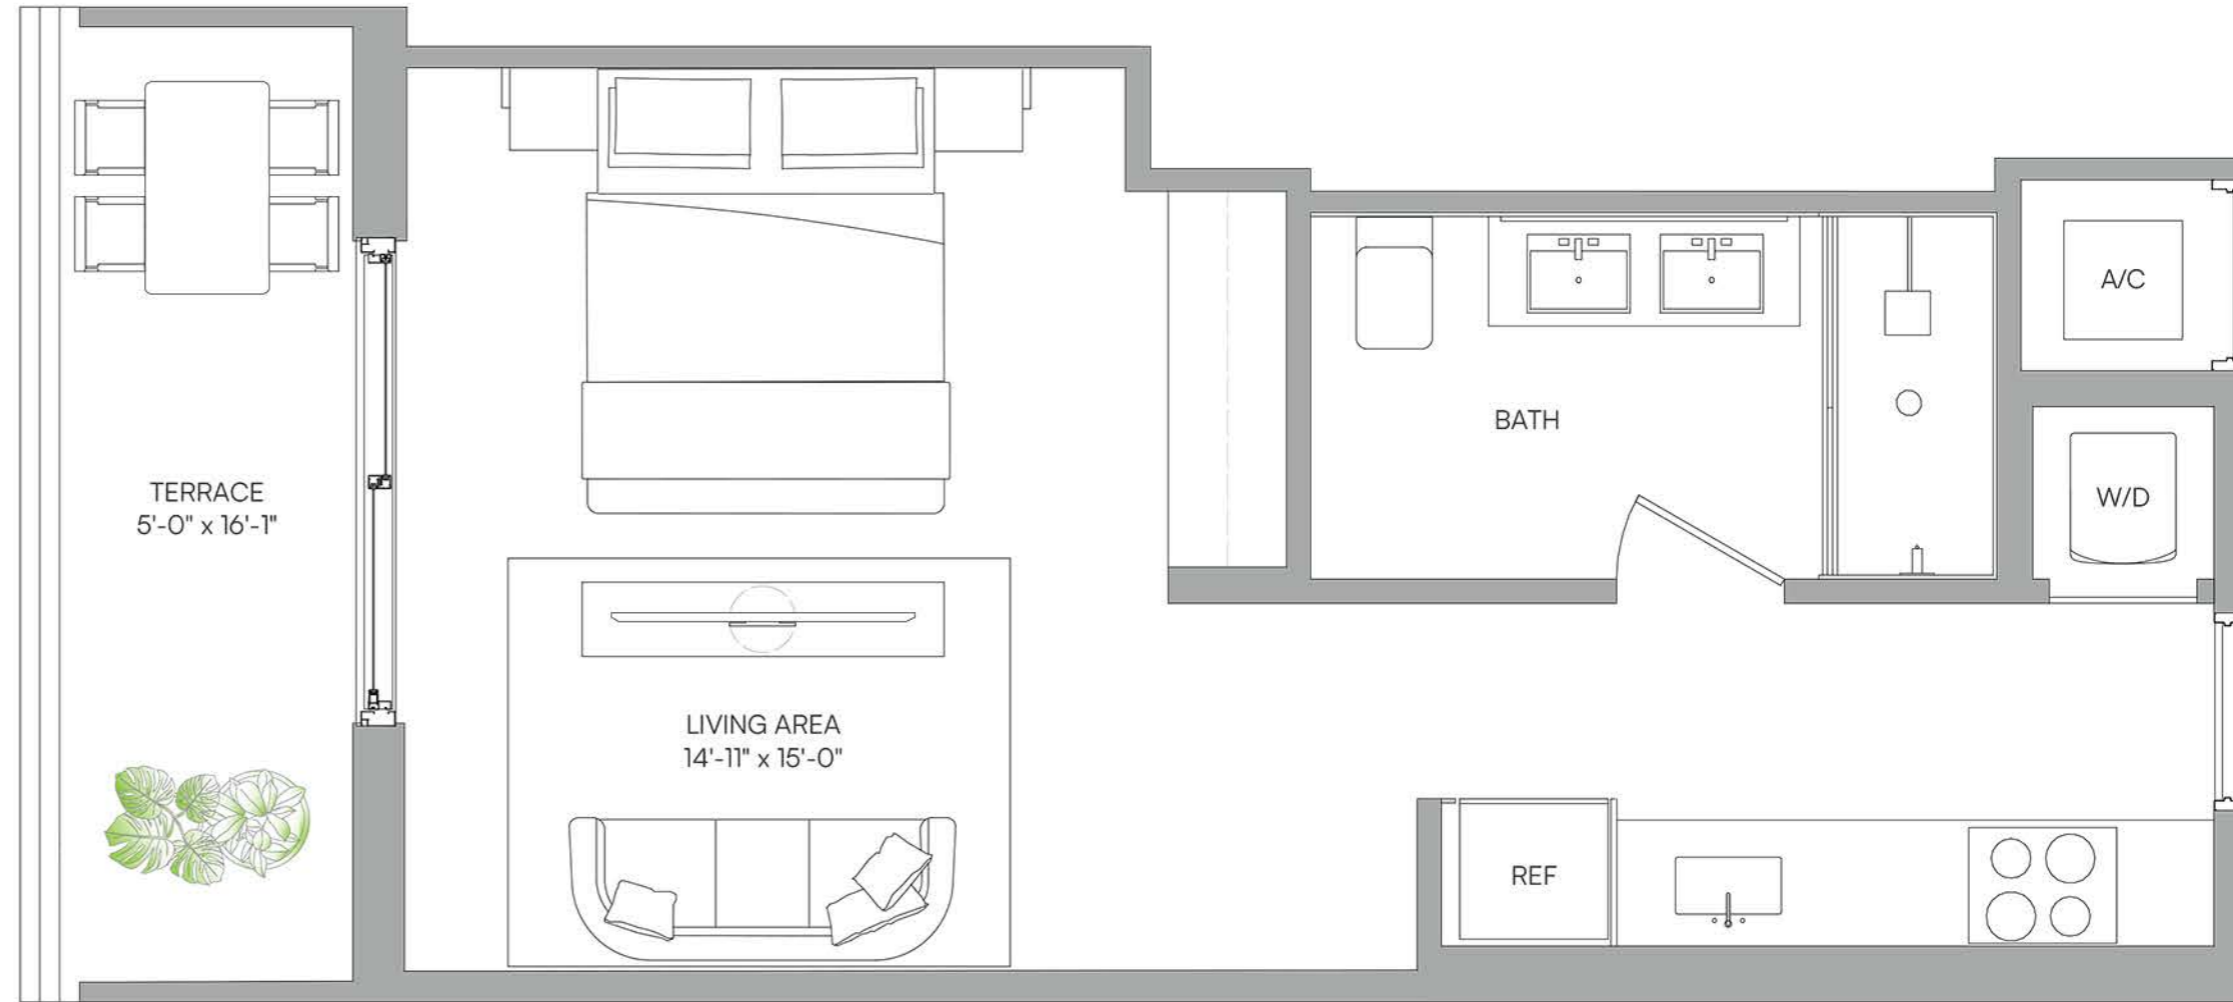 A/C
BATH
TERRACE
5'-0" x 16'-1"
W/D
LIVING AREA
14'-11" x 15'-0"
REF